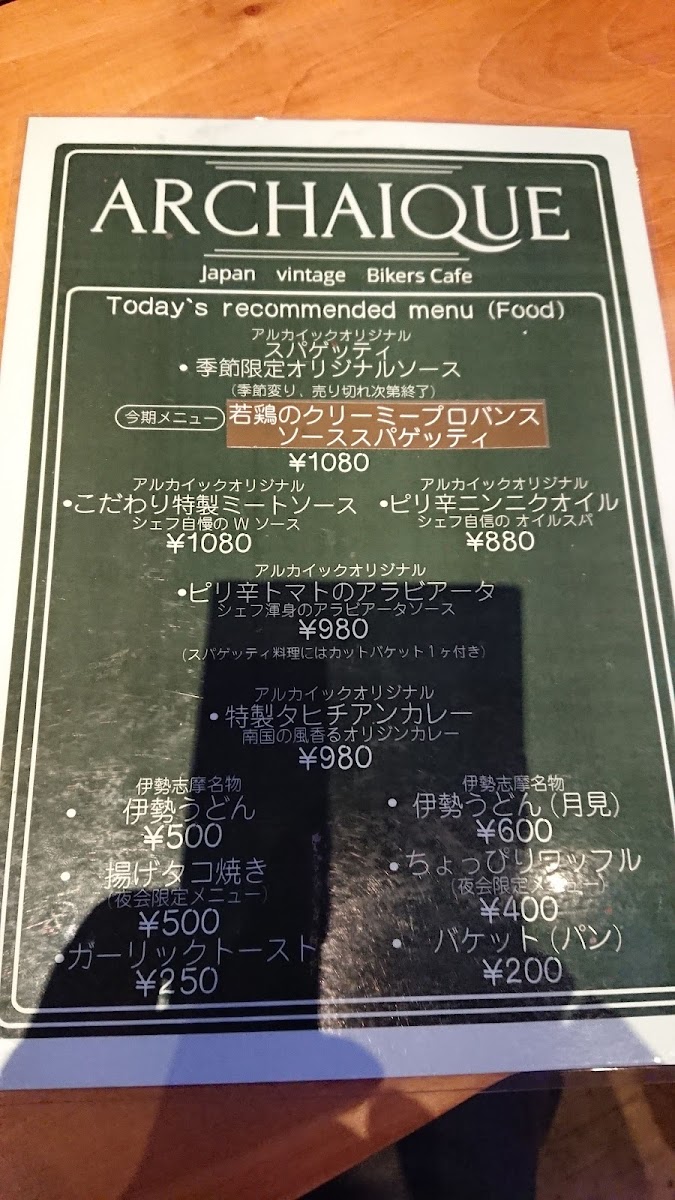 ARCHAIQUE
Japan vintage Bikers Cafe
Today`s recommended menu (Food)
アルカイックオリジナル
スパゲッティ
・季節限定オリジナルソース
(季節変り、売り切れ次第終了)
今期メニュー 若鶏のクリーミープロバンス
ソーススパゲッティ
¥1080
アルカイックオリジナル
・こだわり特製ミートソース
シェフ自慢の W ソース
¥1080
アルカイックオリジナル
・ピリ辛ニンニクオイル
シェフ自信の オイルスパ
¥880
アルカイックオリジナル
・ピリ辛トマトのアラビアータ
シェフ渾身のアラビアータソース
¥980
(スパゲッティ料理にはカットバケット1ヶ付き)
アルカイックオリジナル
・特製タヒチアンカレー
南国の風香るオリジンカレー
¥980
伊勢志摩名物
・ 伊勢うどん
¥500
伊勢志摩名物
・ 伊勢うどん (月見)
¥600
・ 揚げタコ焼き
(夜会限定メニュー)
¥500
・ちょっぴりワッフル
(夜会限定メニュー)
¥400
・ガーリックトースト
¥250
・ バケット (パン)
¥200